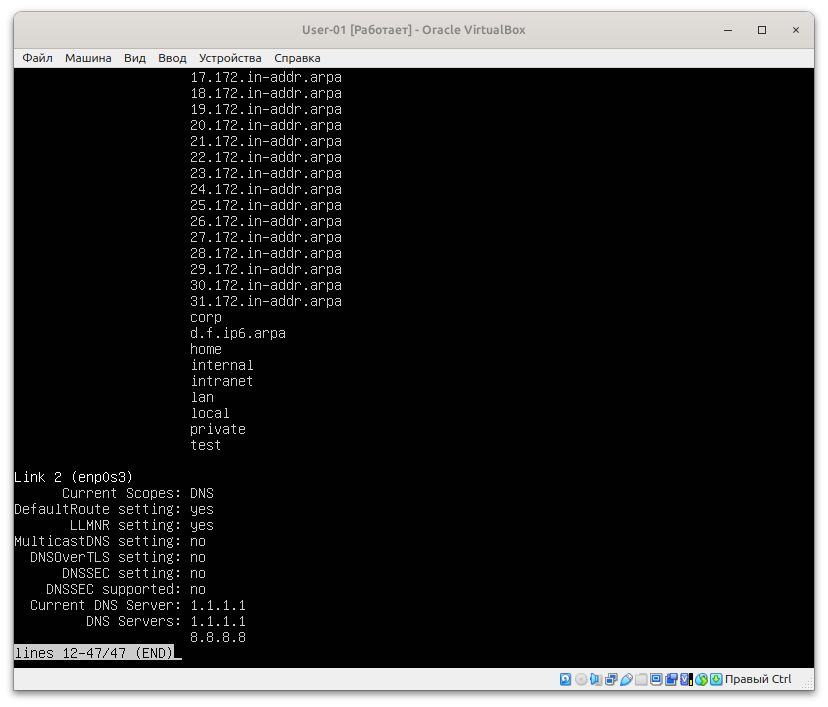 User-01 [Работает] - Oracle VirtualBox
Файл Машина Вид Ввод Устройства Справка
17.172.in-addr.arpa
18.172.in-addr.arpa
19.172.in-addr.arpa
20.172.in-addr.arpa
21.172.in-addr.arpa
22.172.in-addr.arpa
23.172.in-addr.arpa
24.172.in-addr.arpa
25.172.in-addr.arpa
26.172.in-addr.arpa
27.172.in-addr.arpa
28.172.in-addr.arpa
29.172.in-addr.arpa
30.172.in-addr.arpa
31.172.in-addr.arpa
corp
d.f.ip6.arpa
home
internal
intranet
lan
local
private
test
Link 2 (enp0s3)
Current Scopes: DNS
DefaultRoute setting: yes
LLMNR setting: yes
MulticastDNS setting: no
DNSOverTLS setting: no
DNSSEC setting: no
DNSSEC supported: no
Current DNS Server: 1.1.1.1
DNS Servers: 1.1.1.1
8.8.8.8
lines 12-47/47 (END)
Правый Ctrl